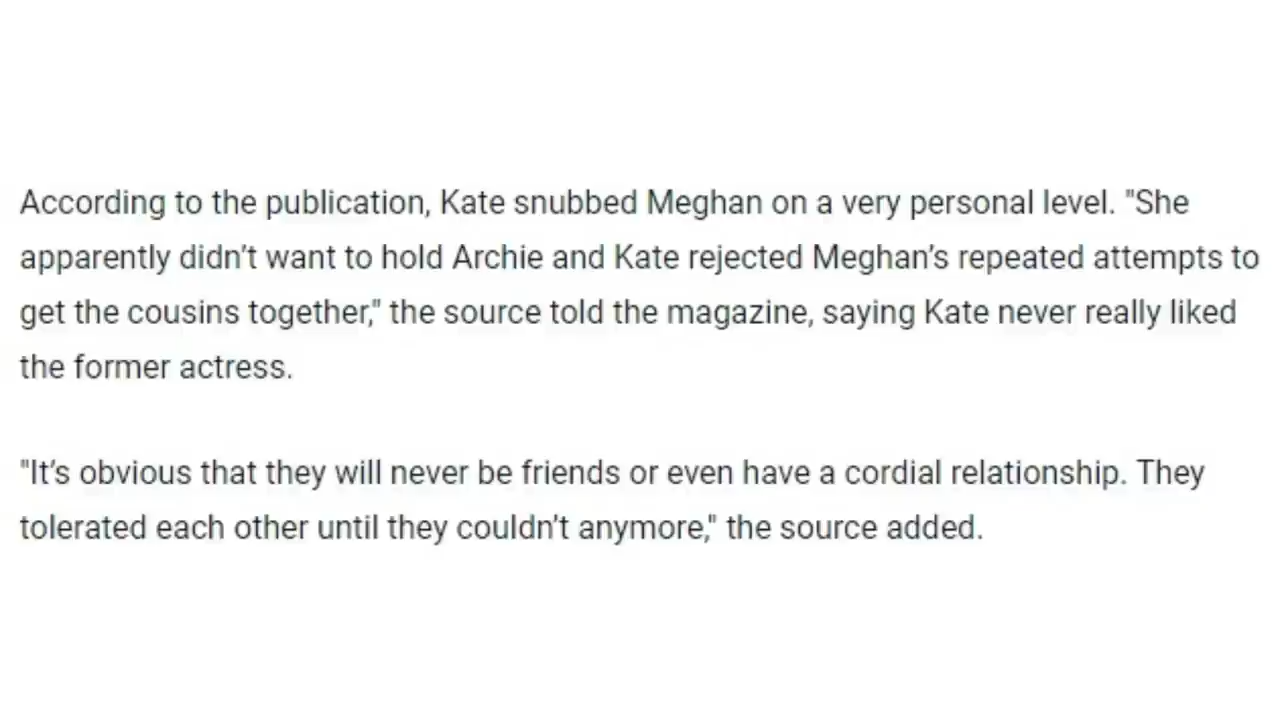 According to the publication, Kate snubbed Meghan on a very personal level. "She
apparently didn't want to hold Archie and Kate rejected Meghan's repeated attempts to
get the cousins together," the source told the magazine, saying Kate never really liked
the former actress.
"It's obvious that they will never be friends or even have a cordial relationship. They
tolerated each other until they couldn't anymore," the source added.